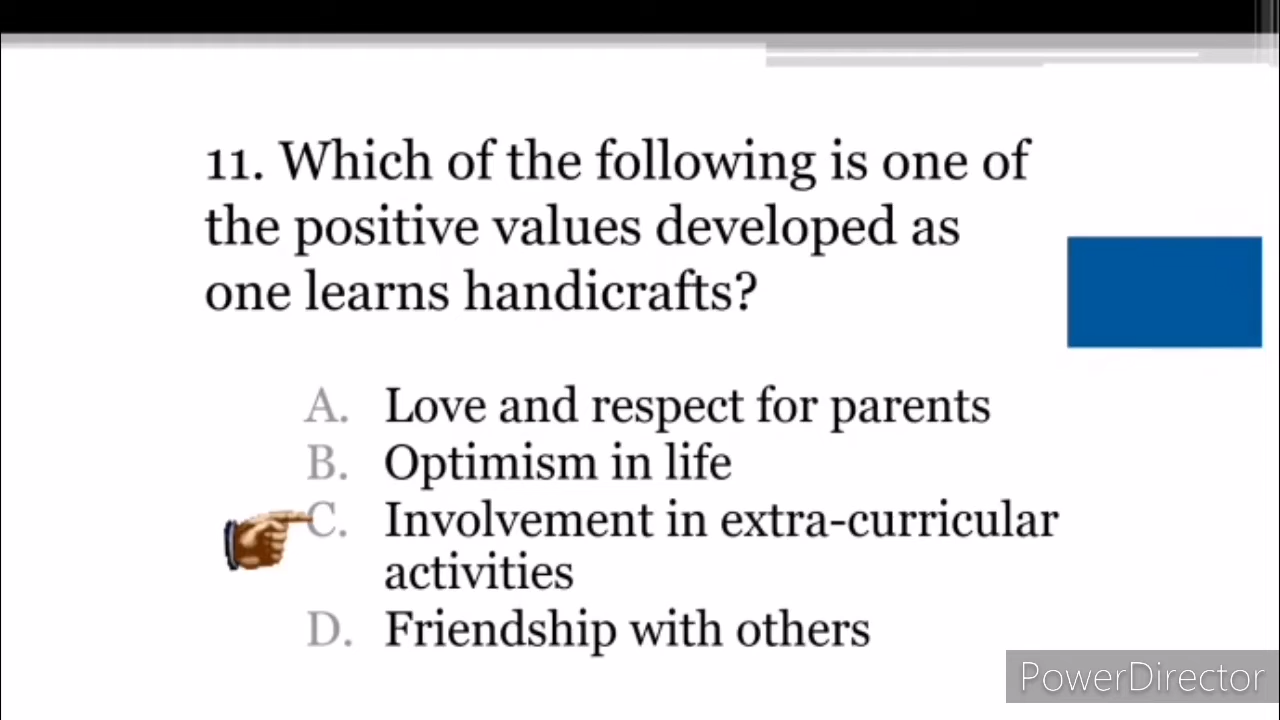 11. Which of the following is one of
the positive values developed as
one learns handicrafts?
A. Love and respect for parents
B. Optimism in life
C. Involvement in extra-curricular
activities
D. Friendship with others
PowerDirector